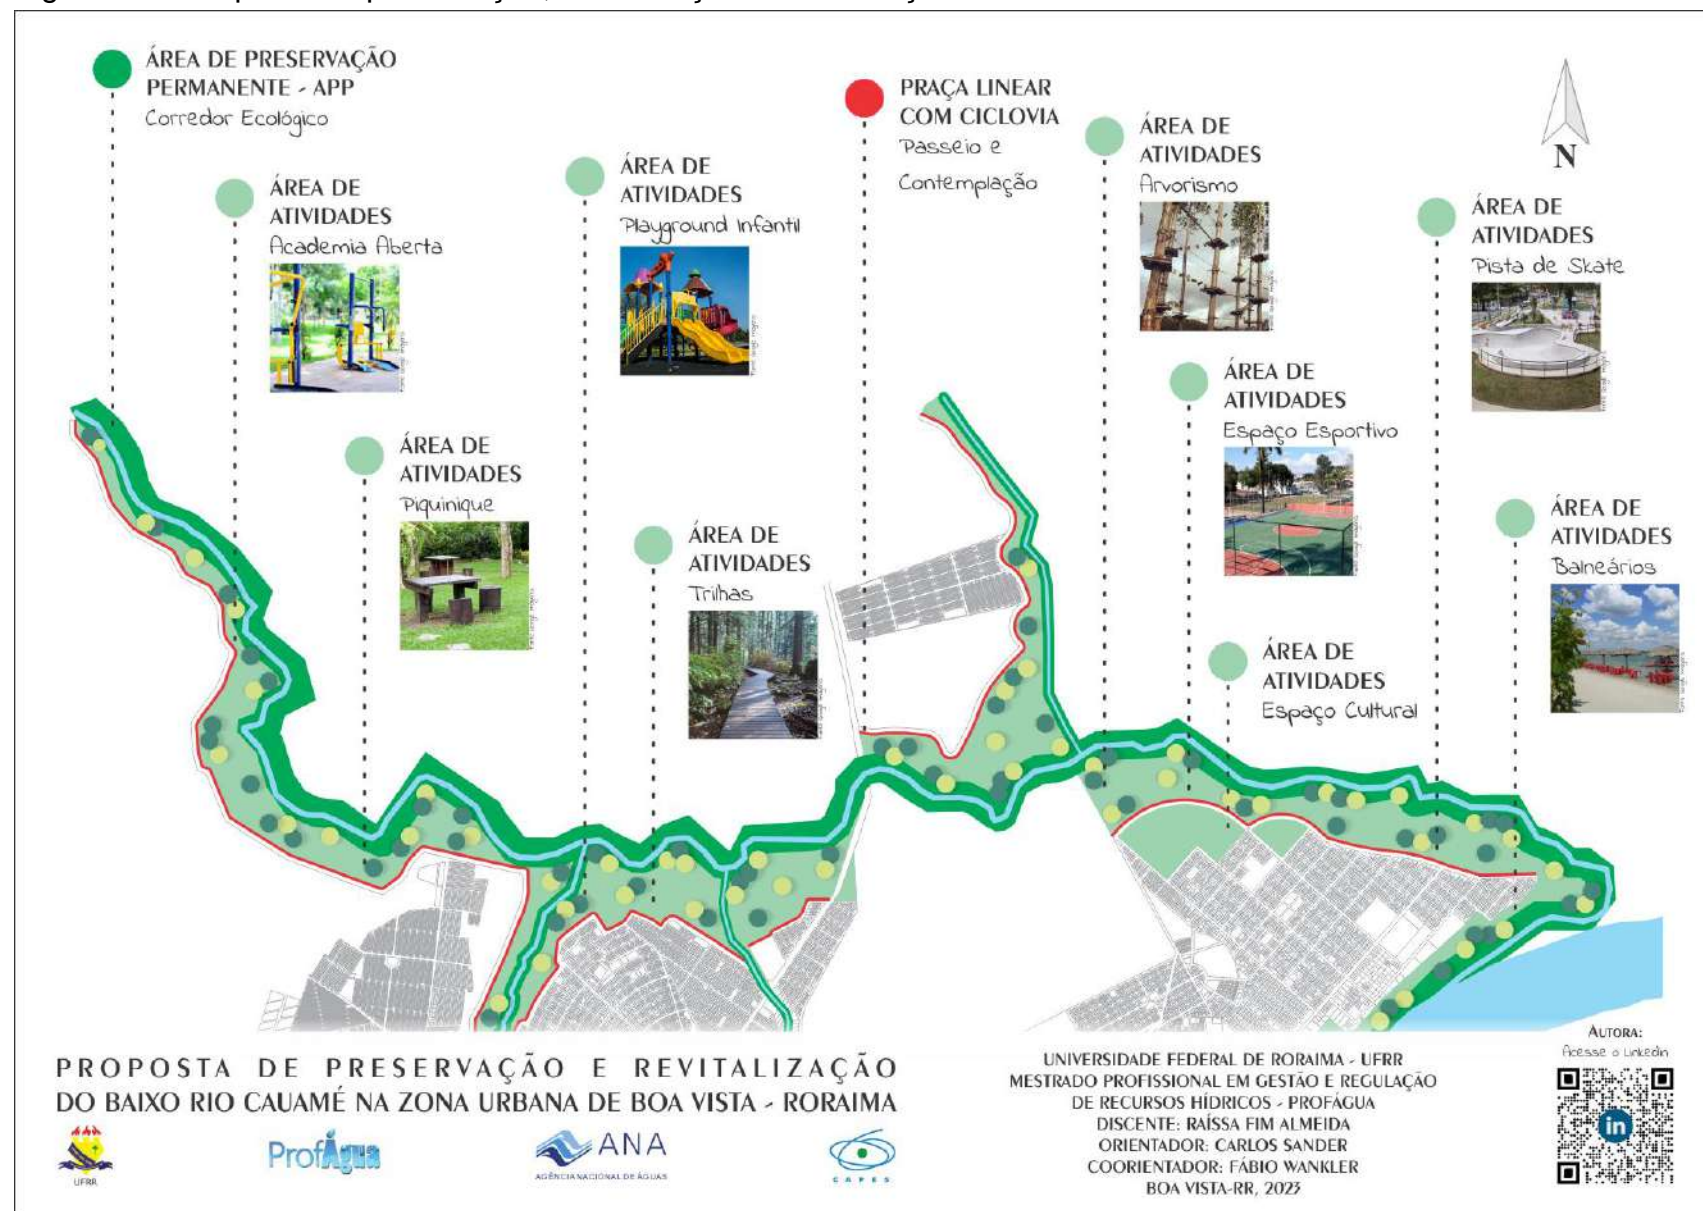 ÁREA DE PRESERVAÇÃO
PERMANENTE - APP
Corredor Ecológico
ÁREA DE
ATIVIDADES
Academia Aberta
ÁREA DE
ATIVIDADES
Piquinique
ÁREA DE
ATIVIDADES
Playground Infantil
ÁREA DE
ATIVIDADES
Trilhas
PRAÇA LINEAR
COM CICLOVIA
Passeio e
Contemplação
ÁREA DE
ATIVIDADES
Arvorismo
ÁREA DE
ATIVIDADES
Espaço Esportivo
ÁREA DE
ATIVIDADES
Espaço Cultural
ÁREA DE
ATIVIDADES
Pista de Skate
ÁREA DE
ATIVIDADES
Balneários
N
PROPOSTA DE PRESERVAÇÃO E REVITALIZAÇÃO
DO BAIXO RIO CAUAMÉ NA ZONA URBANA DE BOA VISTA - RORAIMA
UFRR
ProfÁgua
ANA
AGÊNCIA NACIONAL DE ÁGUAS
CAPES
UNIVERSIDADE FEDERAL DE RORAIMA - UFRR
MESTRADO PROFISSIONAL EM GESTÃO E REGULAÇÃO
DE RECURSOS HÍDRICOS - PROFÁGUA
DISCENTE: RAÍSSA FIM ALMEIDA
ORIENTADOR: CARLOS SANDER
COORIENTADOR: FÁBIO WANKLER
BOA VISTA-RR, 2023
AUTORA:
Acesse o Linkedin
in